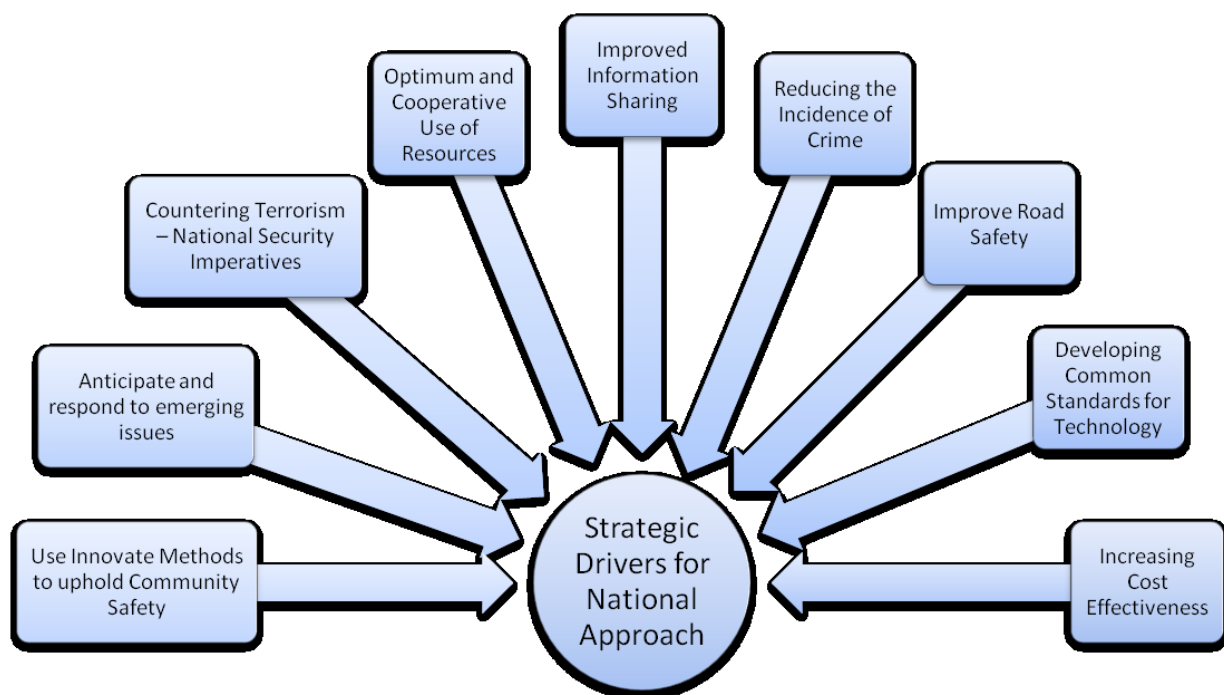 Improved
Information
Sharing
Optimum and
Cooperative
Use of
Resources
Reducing the
Incidence of
Crime
Countering Terrorism
– National Security
Imperatives
Improve Road
Safety
Anticipate and
respond to emerging
issues
Developing
Common
Standards for
Technology
Use Innovate Methods
to uphold Community
Safety
Strategic
Drivers for
National
Approach
Increasing
Cost
Effectiveness